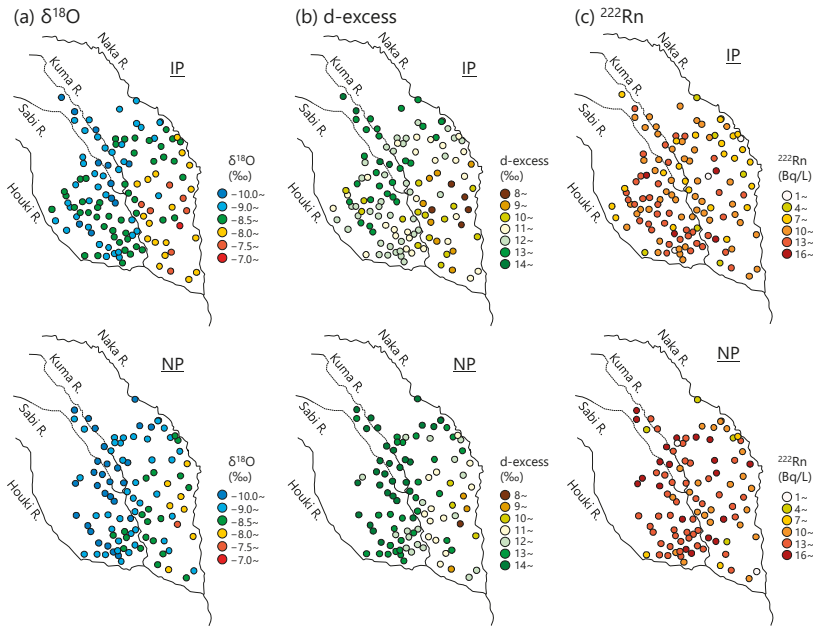 (a) δ¹⁸O
(b) d-excess
(c) ²²²Rn
Naka R.
Kuma R.
Sabi R.
Houki R.
IP
δ¹⁸O
(‰)
−10.0~
−9.0~
−8.5~
−8.0~
−7.5~
−7.0~
Naka R.
Kuma R.
Sabi R.
Houki R.
IP
d-excess
(‰)
8~
9~
10~
11~
12~
13~
14~
Naka R.
Kuma R.
Sabi R.
Houki R.
IP
²²²Rn
(Bq/L)
1~
4~
7~
10~
13~
16~
Naka R.
Kuma R.
Sabi R.
Houki R.
NP
δ¹⁸O
(‰)
−10.0~
−9.0~
−8.5~
−8.0~
−7.5~
−7.0~
Naka R.
Kuma R.
Sabi R.
Houki R.
NP
d-excess
(‰)
8~
9~
10~
11~
12~
13~
14~
Naka R.
Kuma R.
Sabi R.
Houki R.
NP
²²²Rn
(Bq/L)
1~
4~
7~
10~
13~
16~